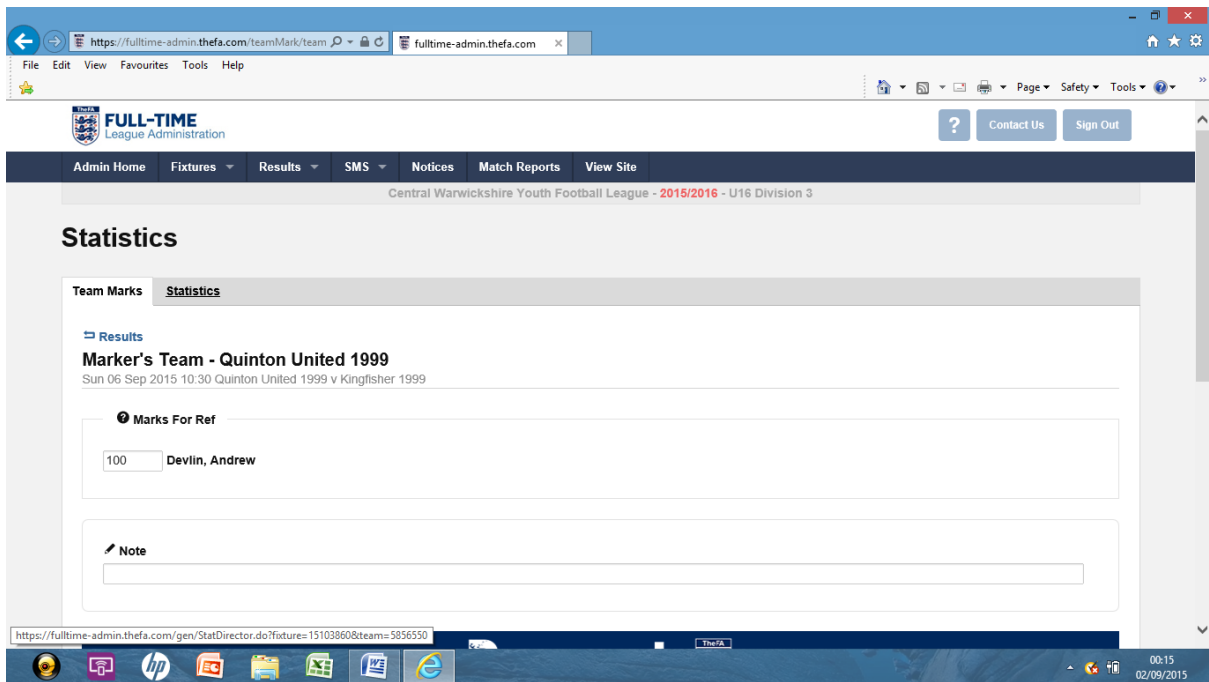 https://fulltime-admin.thefa.com/teamMark/team
fulltime-admin.thefa.com
File Edit View Favourites Tools Help
Page Safety Tools
TheFA
FULL-TIME
League Administration
? Contact Us Sign Out
Admin Home Fixtures Results SMS Notices Match Reports View Site
Central Warwickshire Youth Football League - 2015/2016 - U16 Division 3
Statistics
Team Marks Statistics
Results
Marker's Team - Quinton United 1999
Sun 06 Sep 2015 10:30 Quinton United 1999 v Kingfisher 1999
? Marks For Ref
100 Devlin, Andrew
Note
https://fulltime-admin.thefa.com/gen/StatDirector.do?fixture=15103860&team=5856550
TheFA
hp
00:15
02/09/2015